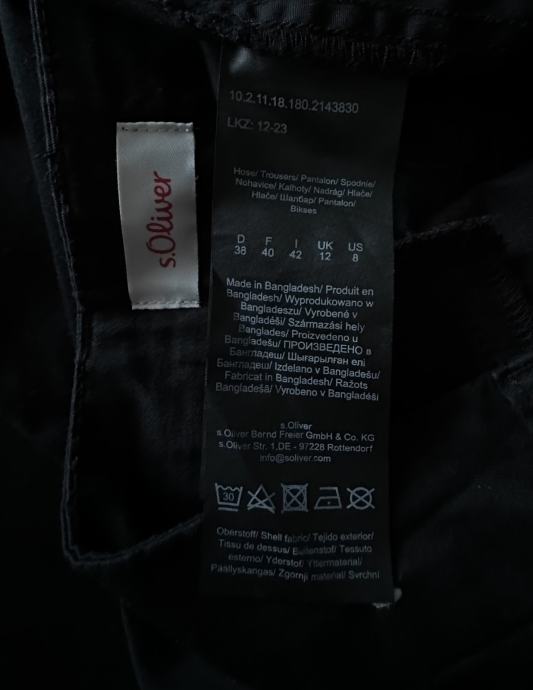 s.Oliver
10.2.11.18.180.2143830
LKZ: 12-23
Hose/ Trousers/ Pantalon/ Spodnie/
Nohavice/ Kalhoty/ Nadrág/ Hlače/
Hlače/ Шалбар/ Pantalon/
Bikses
D F I UK US
38 40 42 12 8
Made in Bangladesh/ Produit en
Bangladesh/ Wyprodukowano w
Bangladeszu/ Vyrobené v
Bangladéši/ Származási hely
Banglades/ Proizvedeno u
Bangladešu/ ПРОИЗВЕДЕНО в
Бангладеш/ Шығарылған елі
Бангладеш/ Izdelano v Bangladešu/
Fabricat in Bangladesh/ Ražots
Bangladešā/ Vyrobeno v Bangladéši
s.Oliver
s.Oliver Bernd Freier GmbH & Co. KG
s.Oliver Str. 1,DE - 97228 Rottendorf
info@soliver.com
30
Oberstoff/ Shell fabric/ Tejido exterior/
Tissu de dessus/ Buitenstof/ Tessuto
esterno/ Yderstof/ Yttermaterial/
Päällyskangas/ Zgornji material/ Svrchní